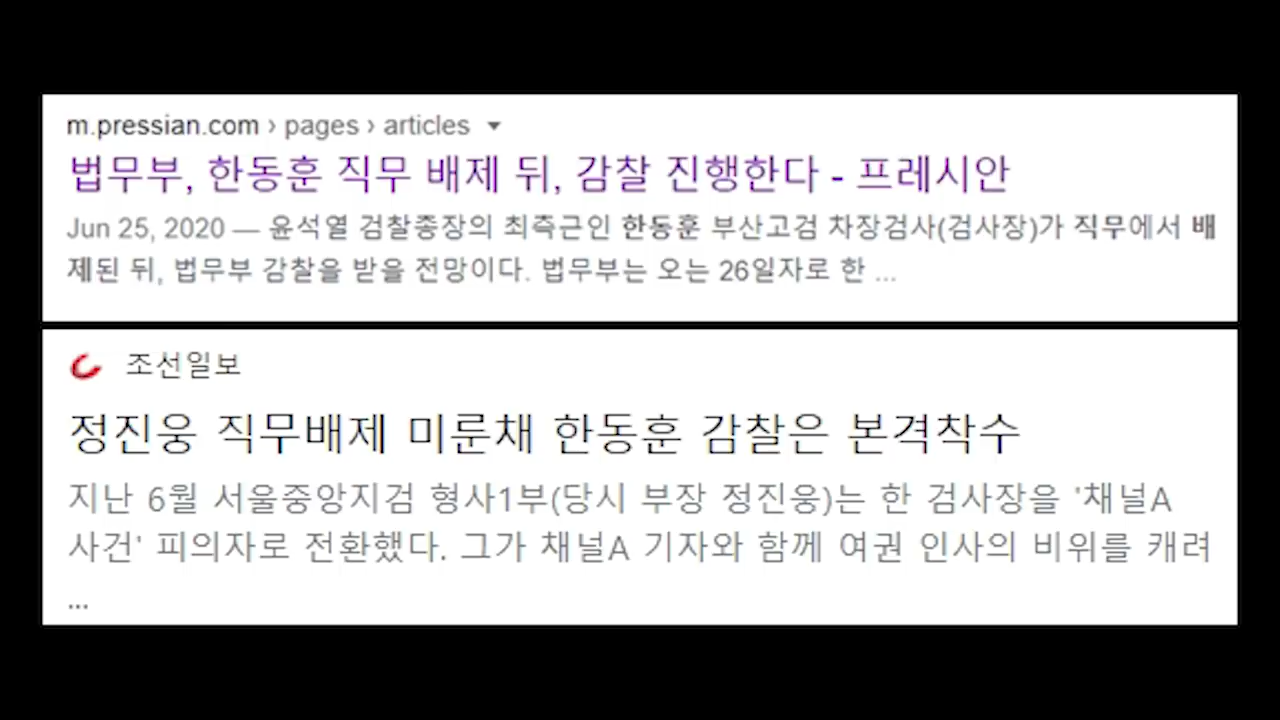 m.pressian.com › pages › articles
법무부, 한동훈 직무 배제 뒤, 감찰 진행한다 - 프레시안
Jun 25, 2020 — 윤석열 검찰총장의 최측근인 한동훈 부산고검 차장검사(검사장)가 직무에서 배
제된 뒤, 법무부 감찰을 받을 전망이다. 법무부는 오는 26일자로 한 ...
조선일보
정진웅 직무배제 미룬채 한동훈 감찰은 본격착수
지난 6월 서울중앙지검 형사1부(당시 부장 정진웅)는 한 검사장을 '채널A
사건' 피의자로 전환했다. 그가 채널A 기자와 함께 여권 인사의 비위를 캐려
...